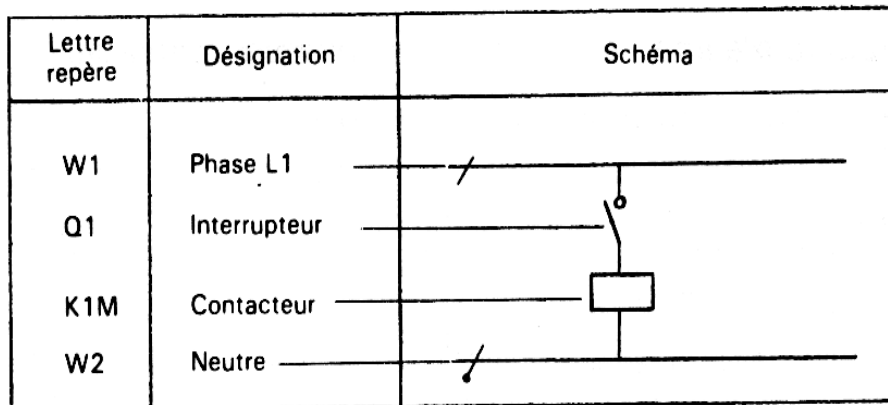 Lettre
repère
Désignation
Schéma
W1 Phase L1
Q1 Interrupteur
K1M Contacteur
W2 Neutre